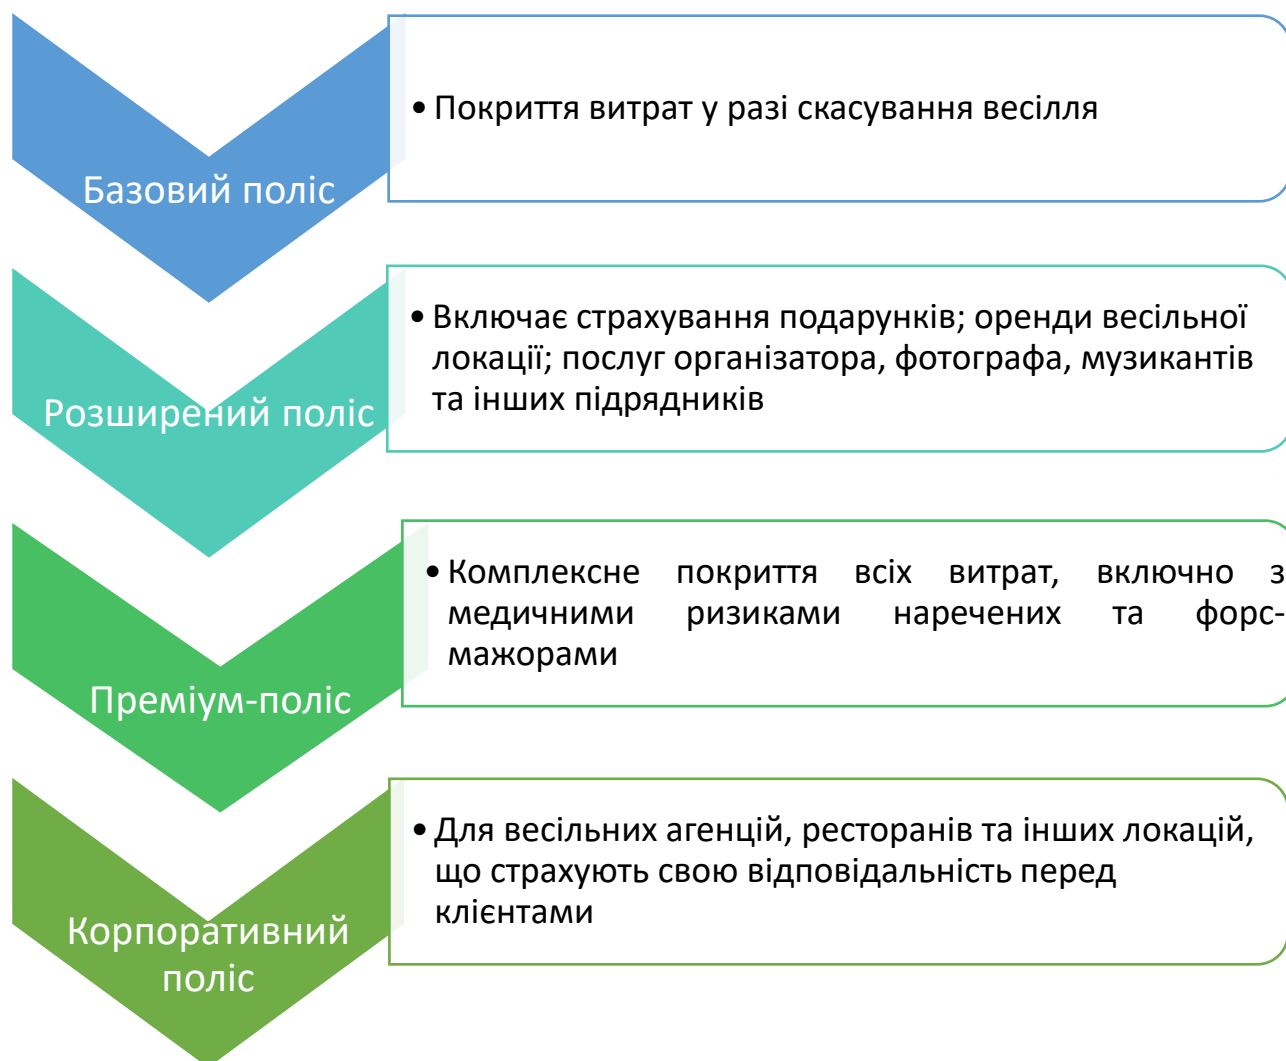 • Покриття витрат у разі скасування весілля
Базовий поліс
• Включає страхування подарунків; оренди весільної
локації; послуг організатора, фотографа, музикантів
та інших підрядників
Розширений поліс
• Комплексне покриття всіх витрат, включно з
медичними ризиками наречених та форс-
мажорами
Преміум-поліс
• Для весільних агенцій, ресторанів та інших локацій,
що страхують свою відповідальність перед
клієнтами
Корпоративний
поліс